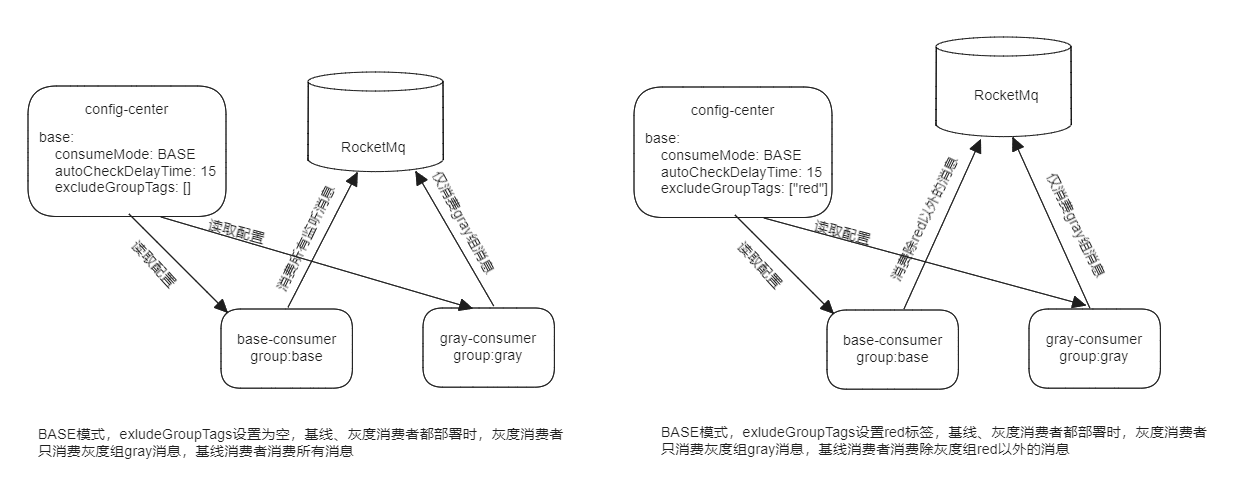 config-center
base:
consumeMode: BASE
autoCheckDelayTime: 15
excludeGroupTags: []
RocketMq
读取配置
读取配置
消费所有监听消息
仅消费gray组消息
base-consumer
group:base
gray-consumer
group:gray
BASE模式，exludeGroupTags设置为空，基线、灰度消费者都部署时，灰度消费者
只消费灰度组gray消息，基线消费者消费所有消息
config-center
base:
consumeMode: BASE
autoCheckDelayTime: 15
excludeGroupTags: ["red"]
RocketMq
读取配置
读取配置
消费除red以外的消息
仅消费gray组消息
base-consumer
group:base
gray-consumer
group:gray
BASE模式，exludeGroupTags设置red标签，基线、灰度消费者都部署时，灰度消费者
只消费灰度组gray消息，基线消费者消费除灰度组red以外的消息